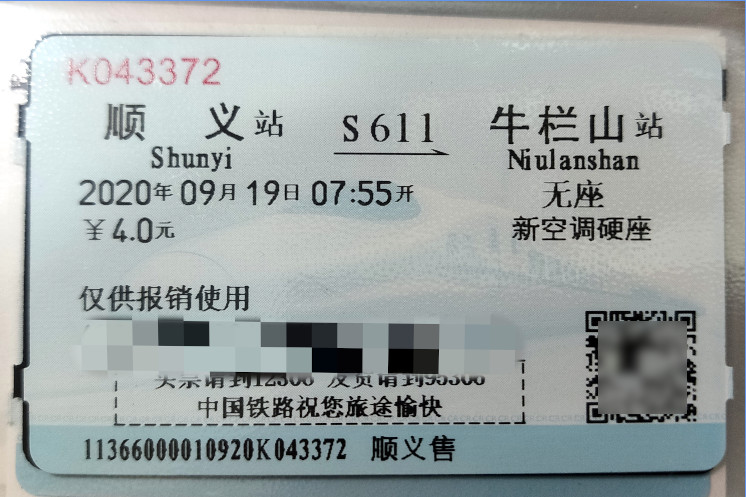 K043372
顺义站 S611 牛栏山站
Shunyi Niulanshan
2020年09月19日07:55开 无座
¥4.0元 新空调硬座
仅供报销使用
买票请到12306 发货请到95306
中国铁路祝您旅途愉快
11366000010920K043372 顺义售